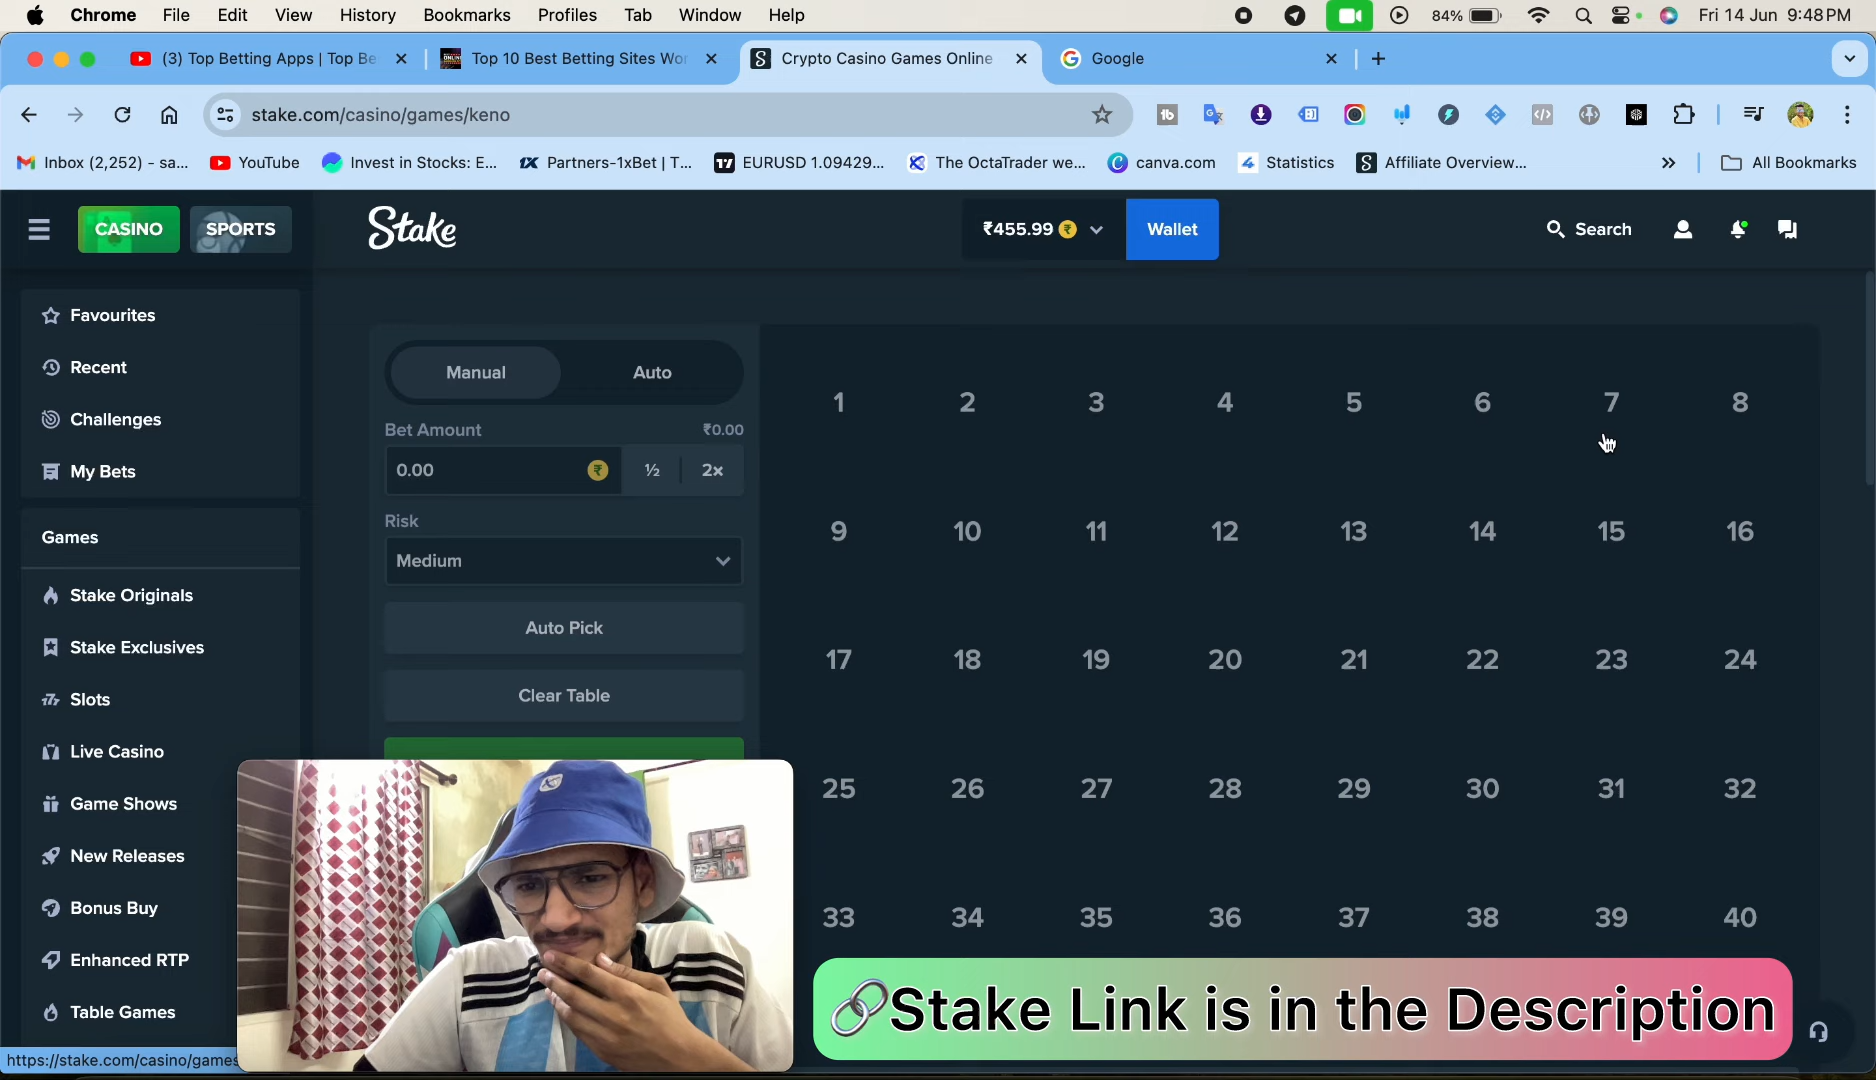 Chrome File Edit View History Bookmarks Profiles Tab Window Help
84% Fri 14 Jun 9:48 PM
(3) Top Betting Apps | Top Be
Top 10 Best Betting Sites Wor
Crypto Casino Games Online
Google
stake.com/casino/games/keno
Inbox (2,252) - sa...
YouTube
Invest in Stocks: E...
Partners-1xBet | T...
EURUSD 1.09429...
The OctaTrader we...
canva.com
Statistics
Affiliate Overview...
All Bookmarks
CASINO
SPORTS
Stake
₹455.99
Wallet
Search
Favourites
Recent
Challenges
My Bets
Games
Stake Originals
Stake Exclusives
Slots
Live Casino
Game Shows
New Releases
Bonus Buy
Enhanced RTP
Table Games
https://stake.com/casino/games
Manual Auto
Bet Amount ₹0.00
0.00 ½ 2×
Risk
Medium
Auto Pick
Clear Table
1 2 3 4 5 6 7 8
9 10 11 12 13 14 15 16
17 18 19 20 21 22 23 24
25 26 27 28 29 30 31 32
33 34 35 36 37 38 39 40
Stake Link is in the Description